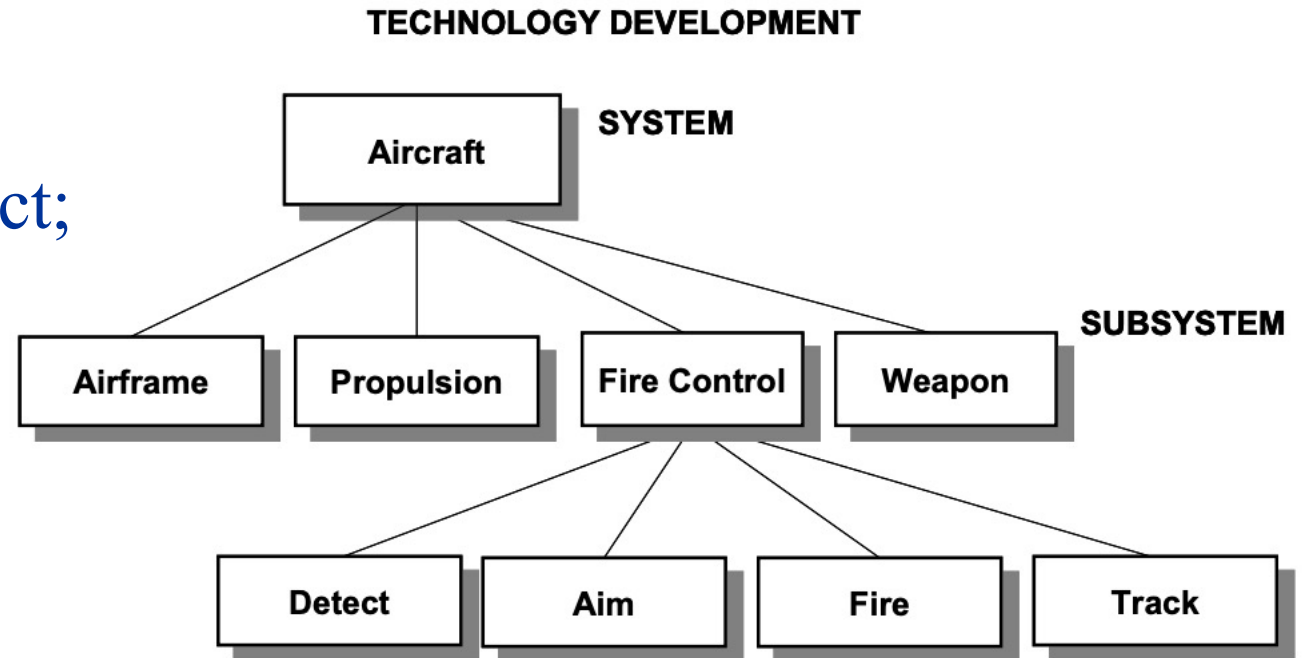 TECHNOLOGY DEVELOPMENT
Aircraft
SYSTEM
ct;
SUBSYSTEM
Airframe
Propulsion
Fire Control
Weapon
Detect
Aim
Fire
Track